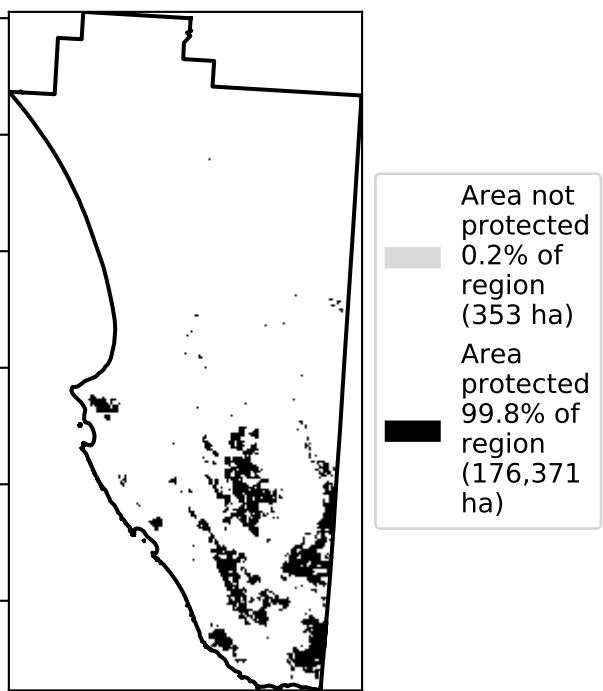 Area not
protected
0.2% of
region
(353 ha)
Area
protected
99.8% of
region
(176,371
ha)